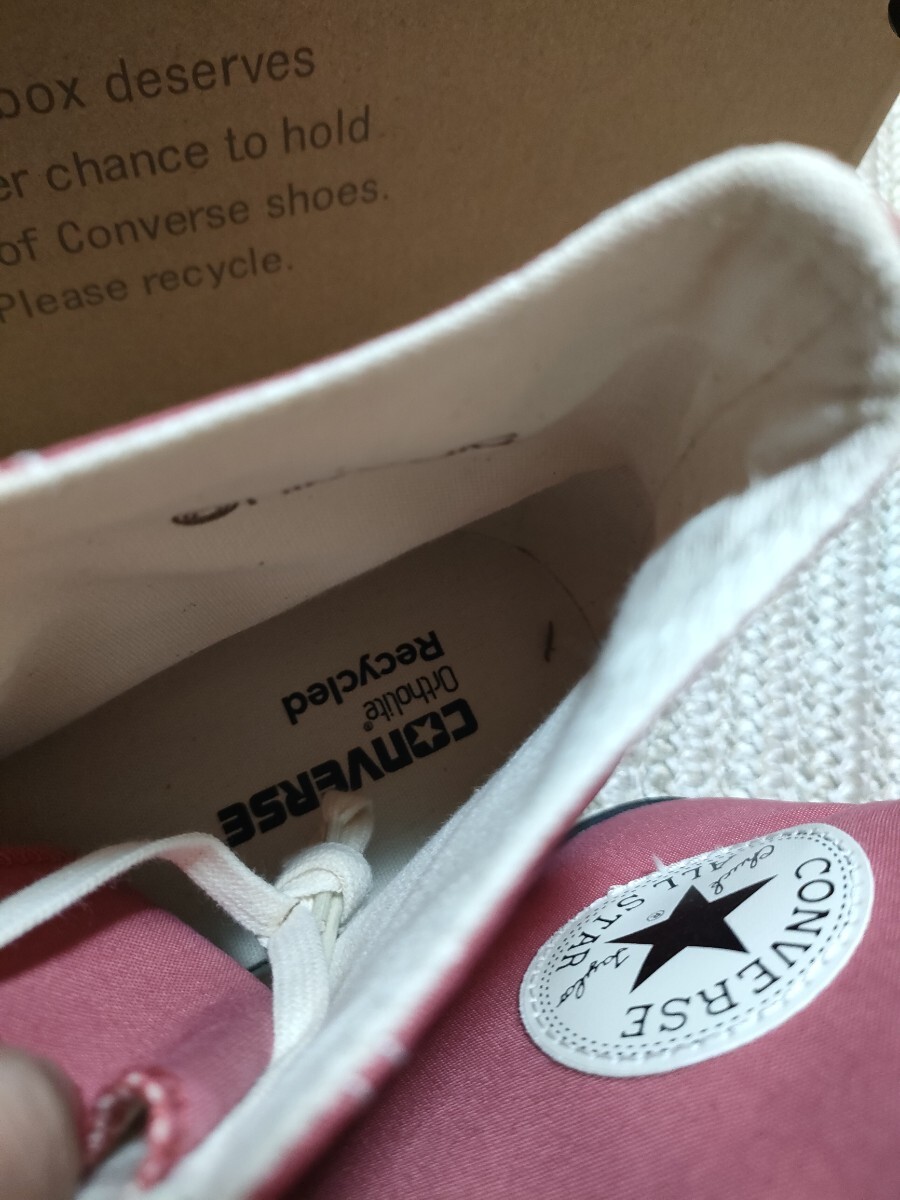 box deserves
er chance to hold
of Converse shoes.
Please recycle.
CONVERSE
Ortholite®
Recycled
CONVERSE
ALL STAR
Chuck
Taylor
®